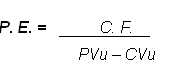 P. E. = C. F.
PVu – CVu